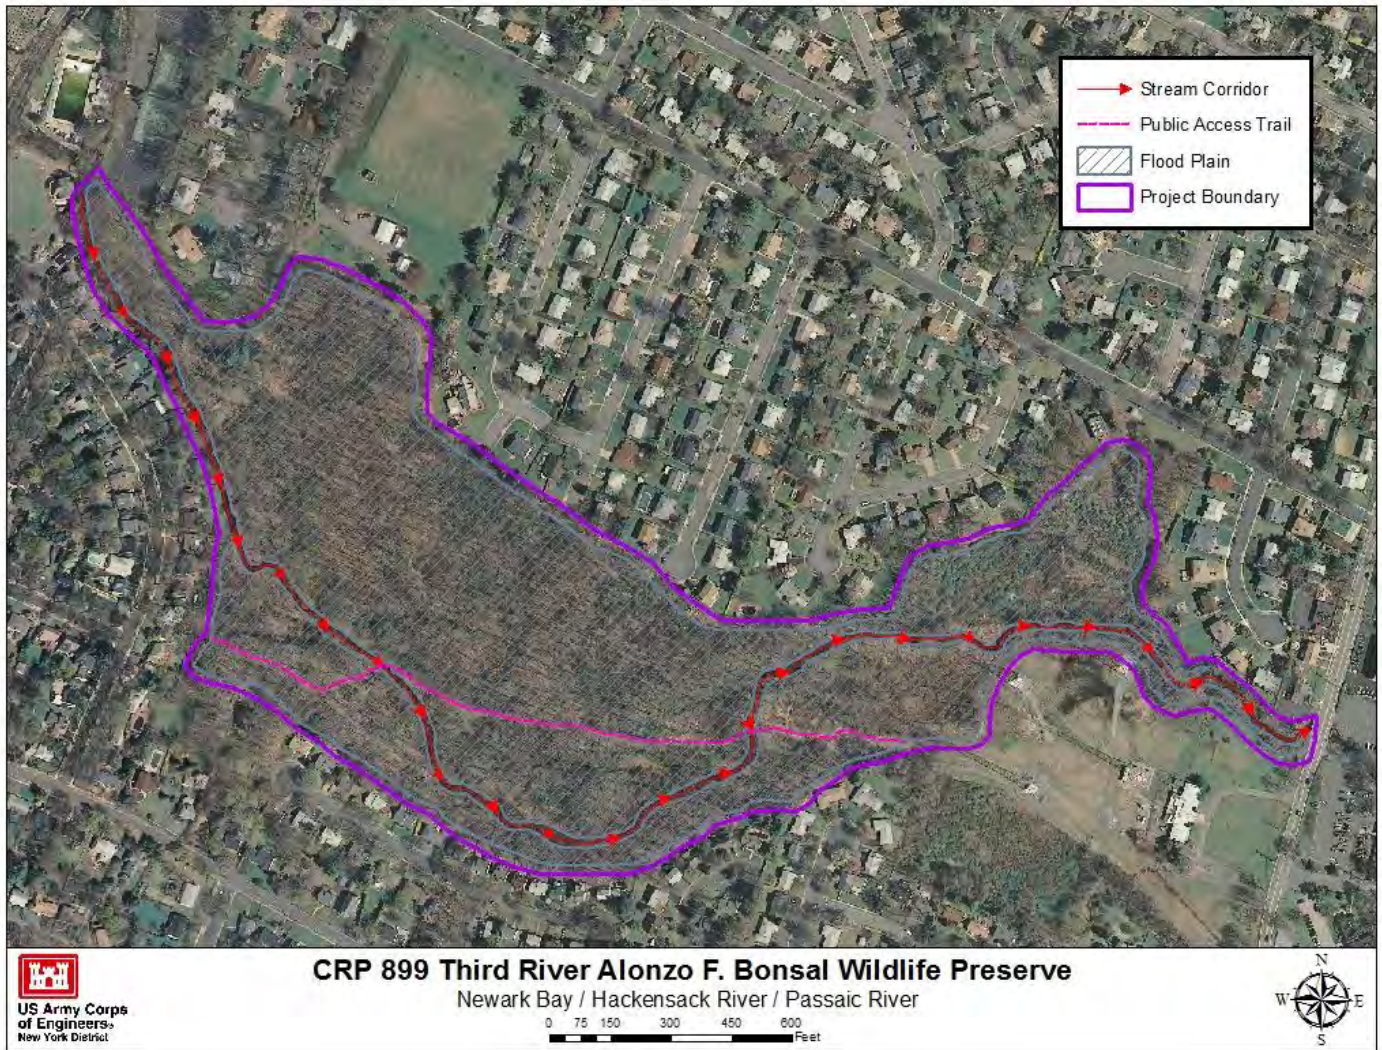 Stream Corridor
Public Access Trail
Flood Plain
Project Boundary
US Army Corps
of Engineers®
New York District
CRP 899 Third River Alonzo F. Bonsal Wildlife Preserve
Newark Bay / Hackensack River / Passaic River
0 75 150 300 450 600
Feet
N
W E
S